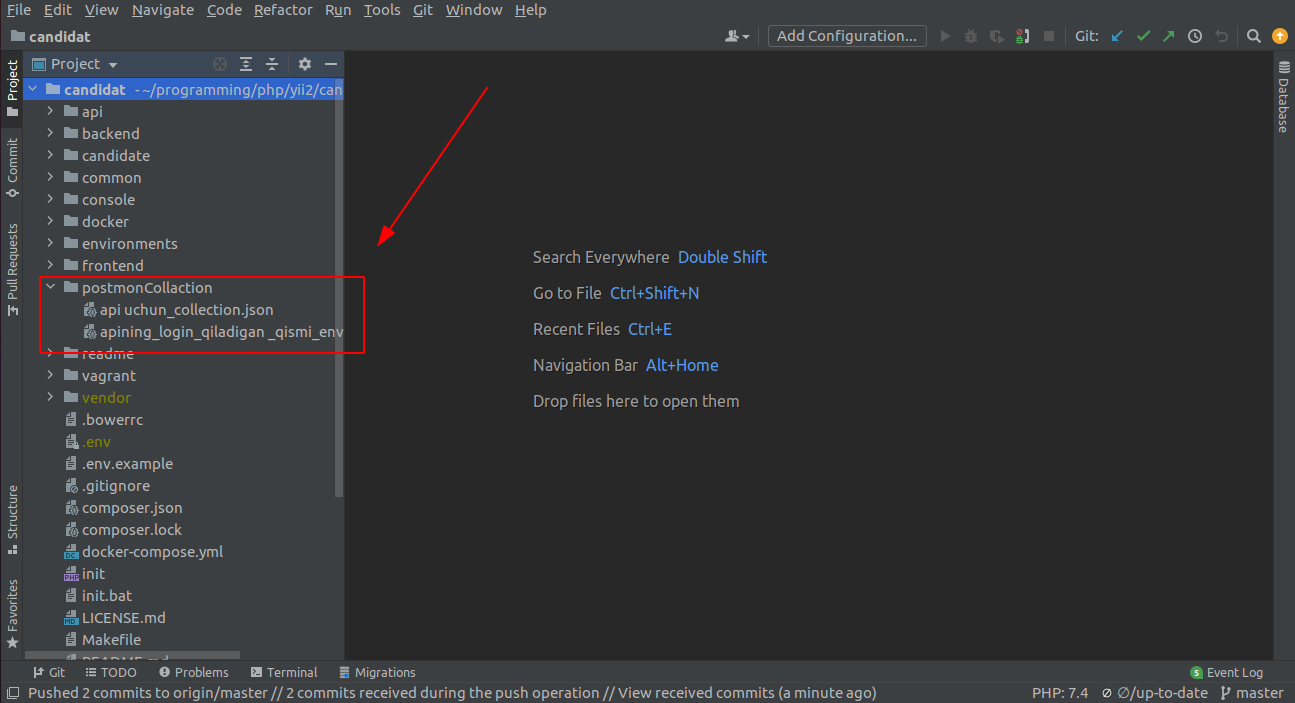 File Edit View Navigate Code Refactor Run Tools Git Window Help
candidat
Add Configuration...
Git:
Project
candidat ~/programming/php/yii2/can
api
backend
candidate
common
console
docker
environments
frontend
postmonCollaction
api uchun_collection.json
apining_login_qiladigan _qismi_env
readme
vagrant
vendor
.bowerrc
.env
.env.example
.gitignore
composer.json
composer.lock
docker-compose.yml
init
init.bat
LICENSE.md
Makefile
README.md
Project
Commit
Pull Requests
Structure
Favorites
Search Everywhere Double Shift
Go to File Ctrl+Shift+N
Recent Files Ctrl+E
Navigation Bar Alt+Home
Drop files here to open them
Database
Git TODO Problems Terminal Migrations
Event Log
Pushed 2 commits to origin/master // 2 commits received during the push operation // View received commits (a minute ago)
PHP: 7.4 ∅/up-to-date master